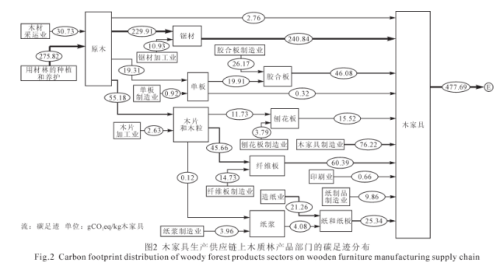 木材
采运业
30.73
原木
275.82
用材林的种植
和养护
2.76
229.91
锯材
240.84
10.93
锯材加工业
胶合板制造业
26.17
19.31
单板
19.91
胶合板
46.08
单板
制造业
0.92
0.32
55.18
木片
和木粒
11.73
刨花板
15.52
木片
加工业
2.63
3.79
刨花板制造业
木家具制造业
76.22
45.66
纤维板
60.39
14.73
纤维板制造业
印刷业
0.66
0.12
造纸业
纸制品
制造业
9.86
21.26
纸浆
4.08
纸和纸板
25.34
纸浆制造业
3.96
木家具
477.69
E
流：碳足迹 单位：gCO₂eq/kg木家具
图2 木家具生产供应链上木质林产品部门的碳足迹分布
Fig.2 Carbon footprint distribution of woody forest products sectors on wooden furniture manufacturing supply chain